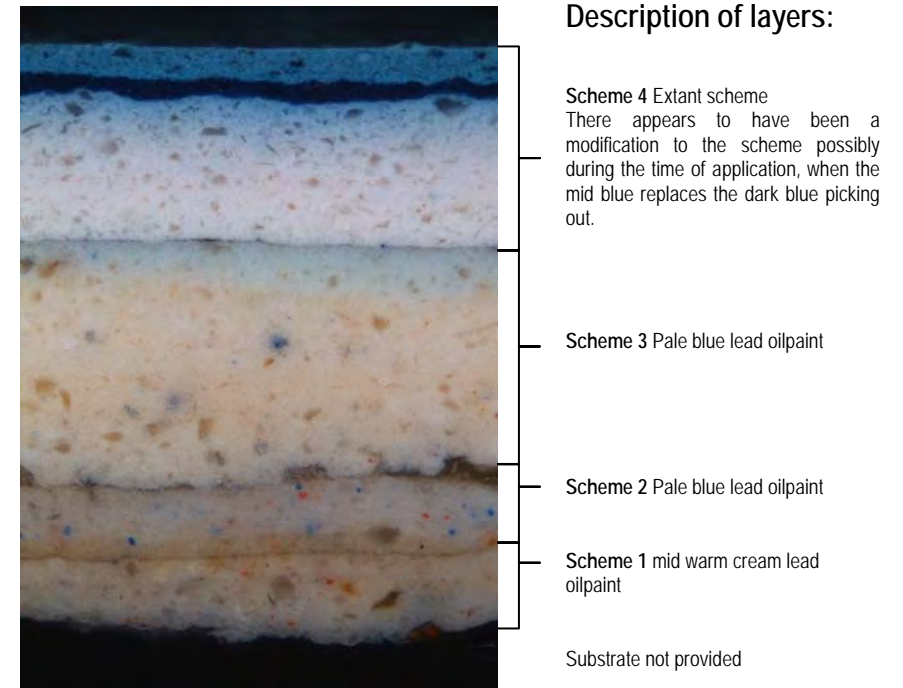 Description of layers:
Scheme 4 Extant scheme
There appears to have been a
modification to the scheme possibly
during the time of application, when the
mid blue replaces the dark blue picking
out.
Scheme 3 Pale blue lead oilpaint
Scheme 2 Pale blue lead oilpaint
Scheme 1 mid warm cream lead
oilpaint
Substrate not provided